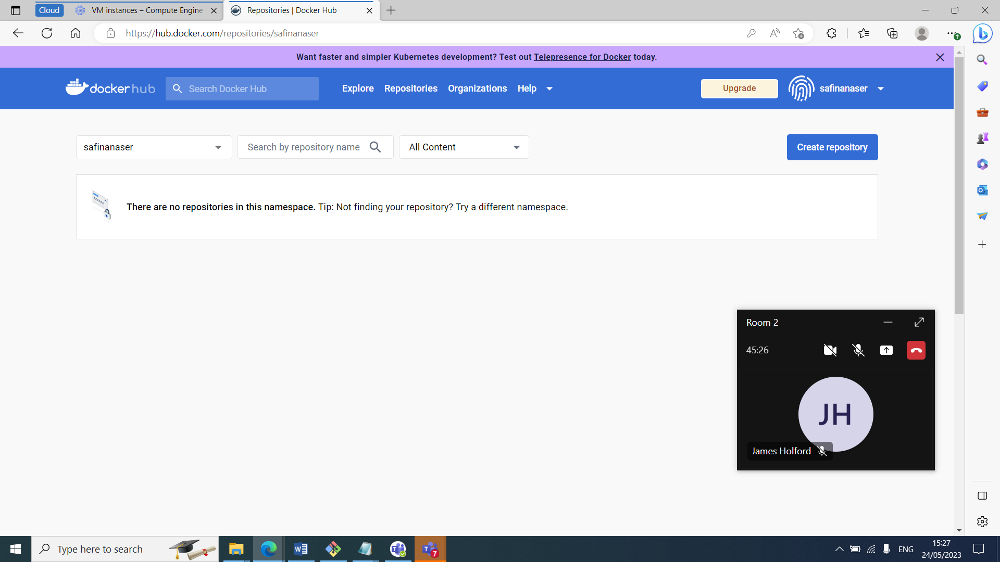 Cloud
VM instances – Compute Engine
Repositories | Docker Hub
https://hub.docker.com/repositories/safinanaser
Want faster and simpler Kubernetes development? Test out Telepresence for Docker today.
docker hub
Search Docker Hub
Explore
Repositories
Organizations
Help
Upgrade
safinanaser
safinanaser
Search by repository name
All Content
Create repository
There are no repositories in this namespace. Tip: Not finding your repository? Try a different namespace.
Room 2
45:26
JH
James Holford
Type here to search
7
ENG
15:27
24/05/2023